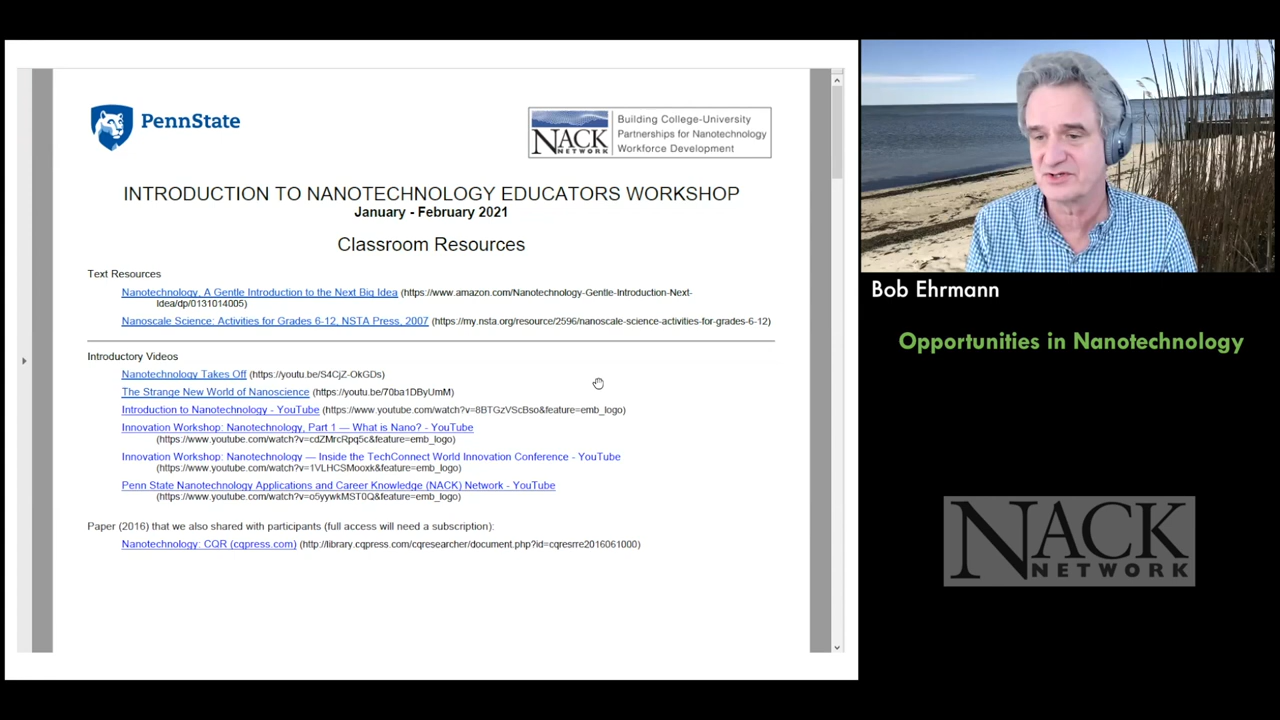 PennState
NACK
NETWORK
Building College-University
Partnerships for Nanotechnology
Workforce Development
INTRODUCTION TO NANOTECHNOLOGY EDUCATORS WORKSHOP
January - February 2021
Classroom Resources
Text Resources
Nanotechnology, A Gentle Introduction to the Next Big Idea (https://www.amazon.com/Nanotechnology-Gentle-Introduction-Next-
Idea/dp/0131014005)
Nanoscale Science: Activities for Grades 6-12, NSTA Press, 2007 (https://my.nsta.org/resource/2596/nanoscale-science-activities-for-grades-6-12)
Introductory Videos
Nanotechnology Takes Off (https://youtu.be/S4CjZ-OkGDs)
The Strange New World of Nanoscience (https://youtu.be/70ba1DByUmM)
Introduction to Nanotechnology - YouTube (https://www.youtube.com/watch?v=8BTGzVScBso&feature=emb_logo)
Innovation Workshop: Nanotechnology, Part 1 — What is Nano? - YouTube
(https://www.youtube.com/watch?v=cdZMrcRpq5c&feature=emb_logo)
Innovation Workshop: Nanotechnology — Inside the TechConnect World Innovation Conference - YouTube
(https://www.youtube.com/watch?v=1VLHCSMooxk&feature=emb_logo)
Penn State Nanotechnology Applications and Career Knowledge (NACK) Network - YouTube
(https://www.youtube.com/watch?v=o5yywkMST0Q&feature=emb_logo)
Paper (2016) that we also shared with participants (full access will need a subscription):
Nanotechnology: CQR (cqpress.com) (http://library.cqpress.com/cqresearcher/document.php?id=cqresrre2016061000)
Bob Ehrmann
Opportunities in Nanotechnology
NACK
NETWORK